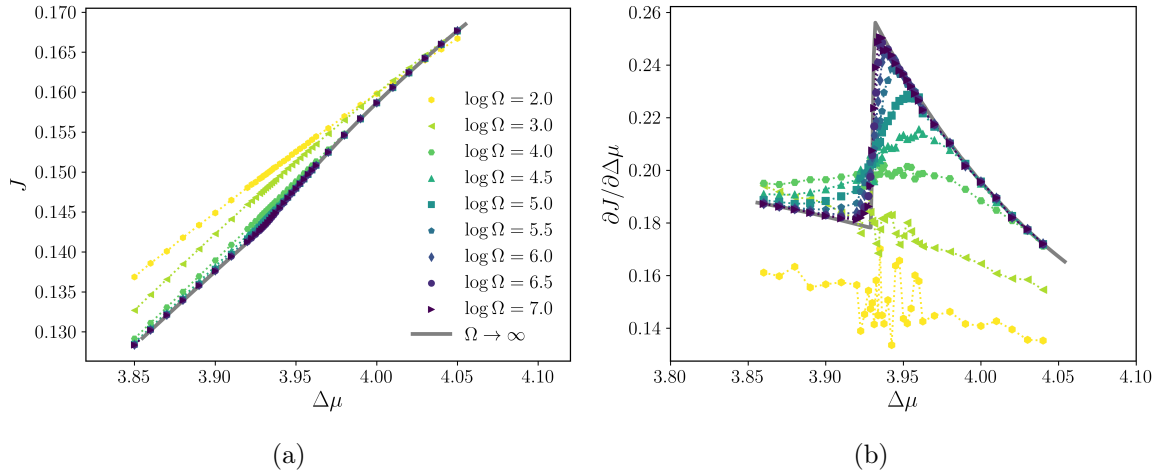 0.170
0.165
0.160
0.155
0.150
0.145
0.140
0.135
0.130
J
3.85 3.90 3.95 4.00 4.05 4.10
Δμ
log Ω = 2.0
log Ω = 3.0
log Ω = 4.0
log Ω = 4.5
log Ω = 5.0
log Ω = 5.5
log Ω = 6.0
log Ω = 6.5
log Ω = 7.0
Ω → ∞
(a)
0.26
0.24
0.22
0.20
0.18
0.16
0.14
∂J/∂Δμ
3.80 3.85 3.90 3.95 4.00 4.05 4.10
Δμ
(b)